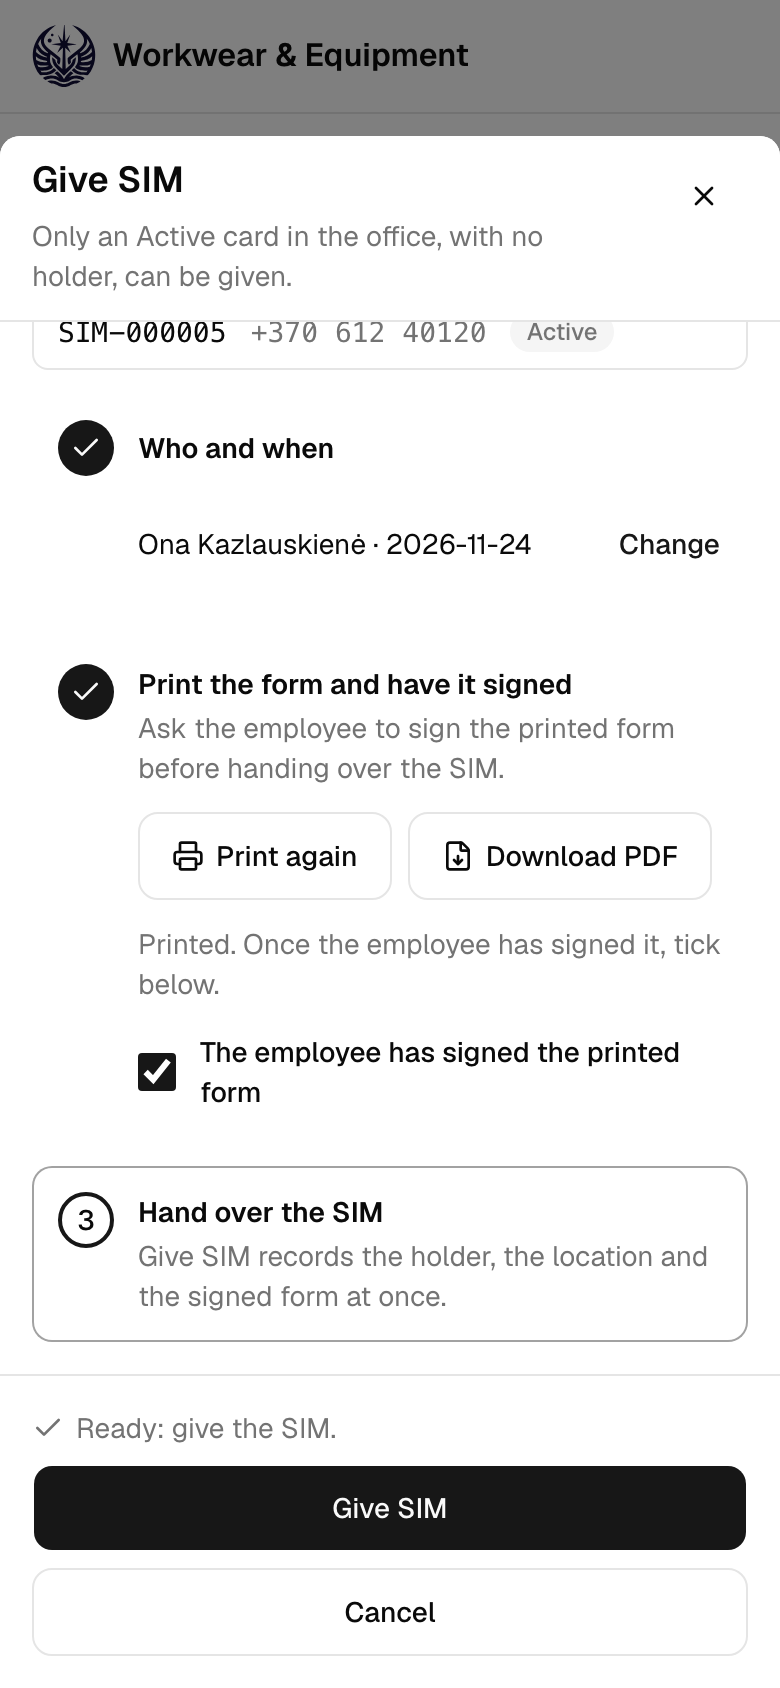 Workwear & Equipment
Give SIM
Only an Active card in the office, with no
holder, can be given.
SIM-000005 +370 612 40120 Active
Who and when
Ona Kazlauskienė · 2026-11-24 Change
Print the form and have it signed
Ask the employee to sign the printed form
before handing over the SIM.
Print again Download PDF
Printed. Once the employee has signed it, tick
below.
The employee has signed the printed
form
3 Hand over the SIM
Give SIM records the holder, the location and
the signed form at once.
Ready: give the SIM.
Give SIM
Cancel